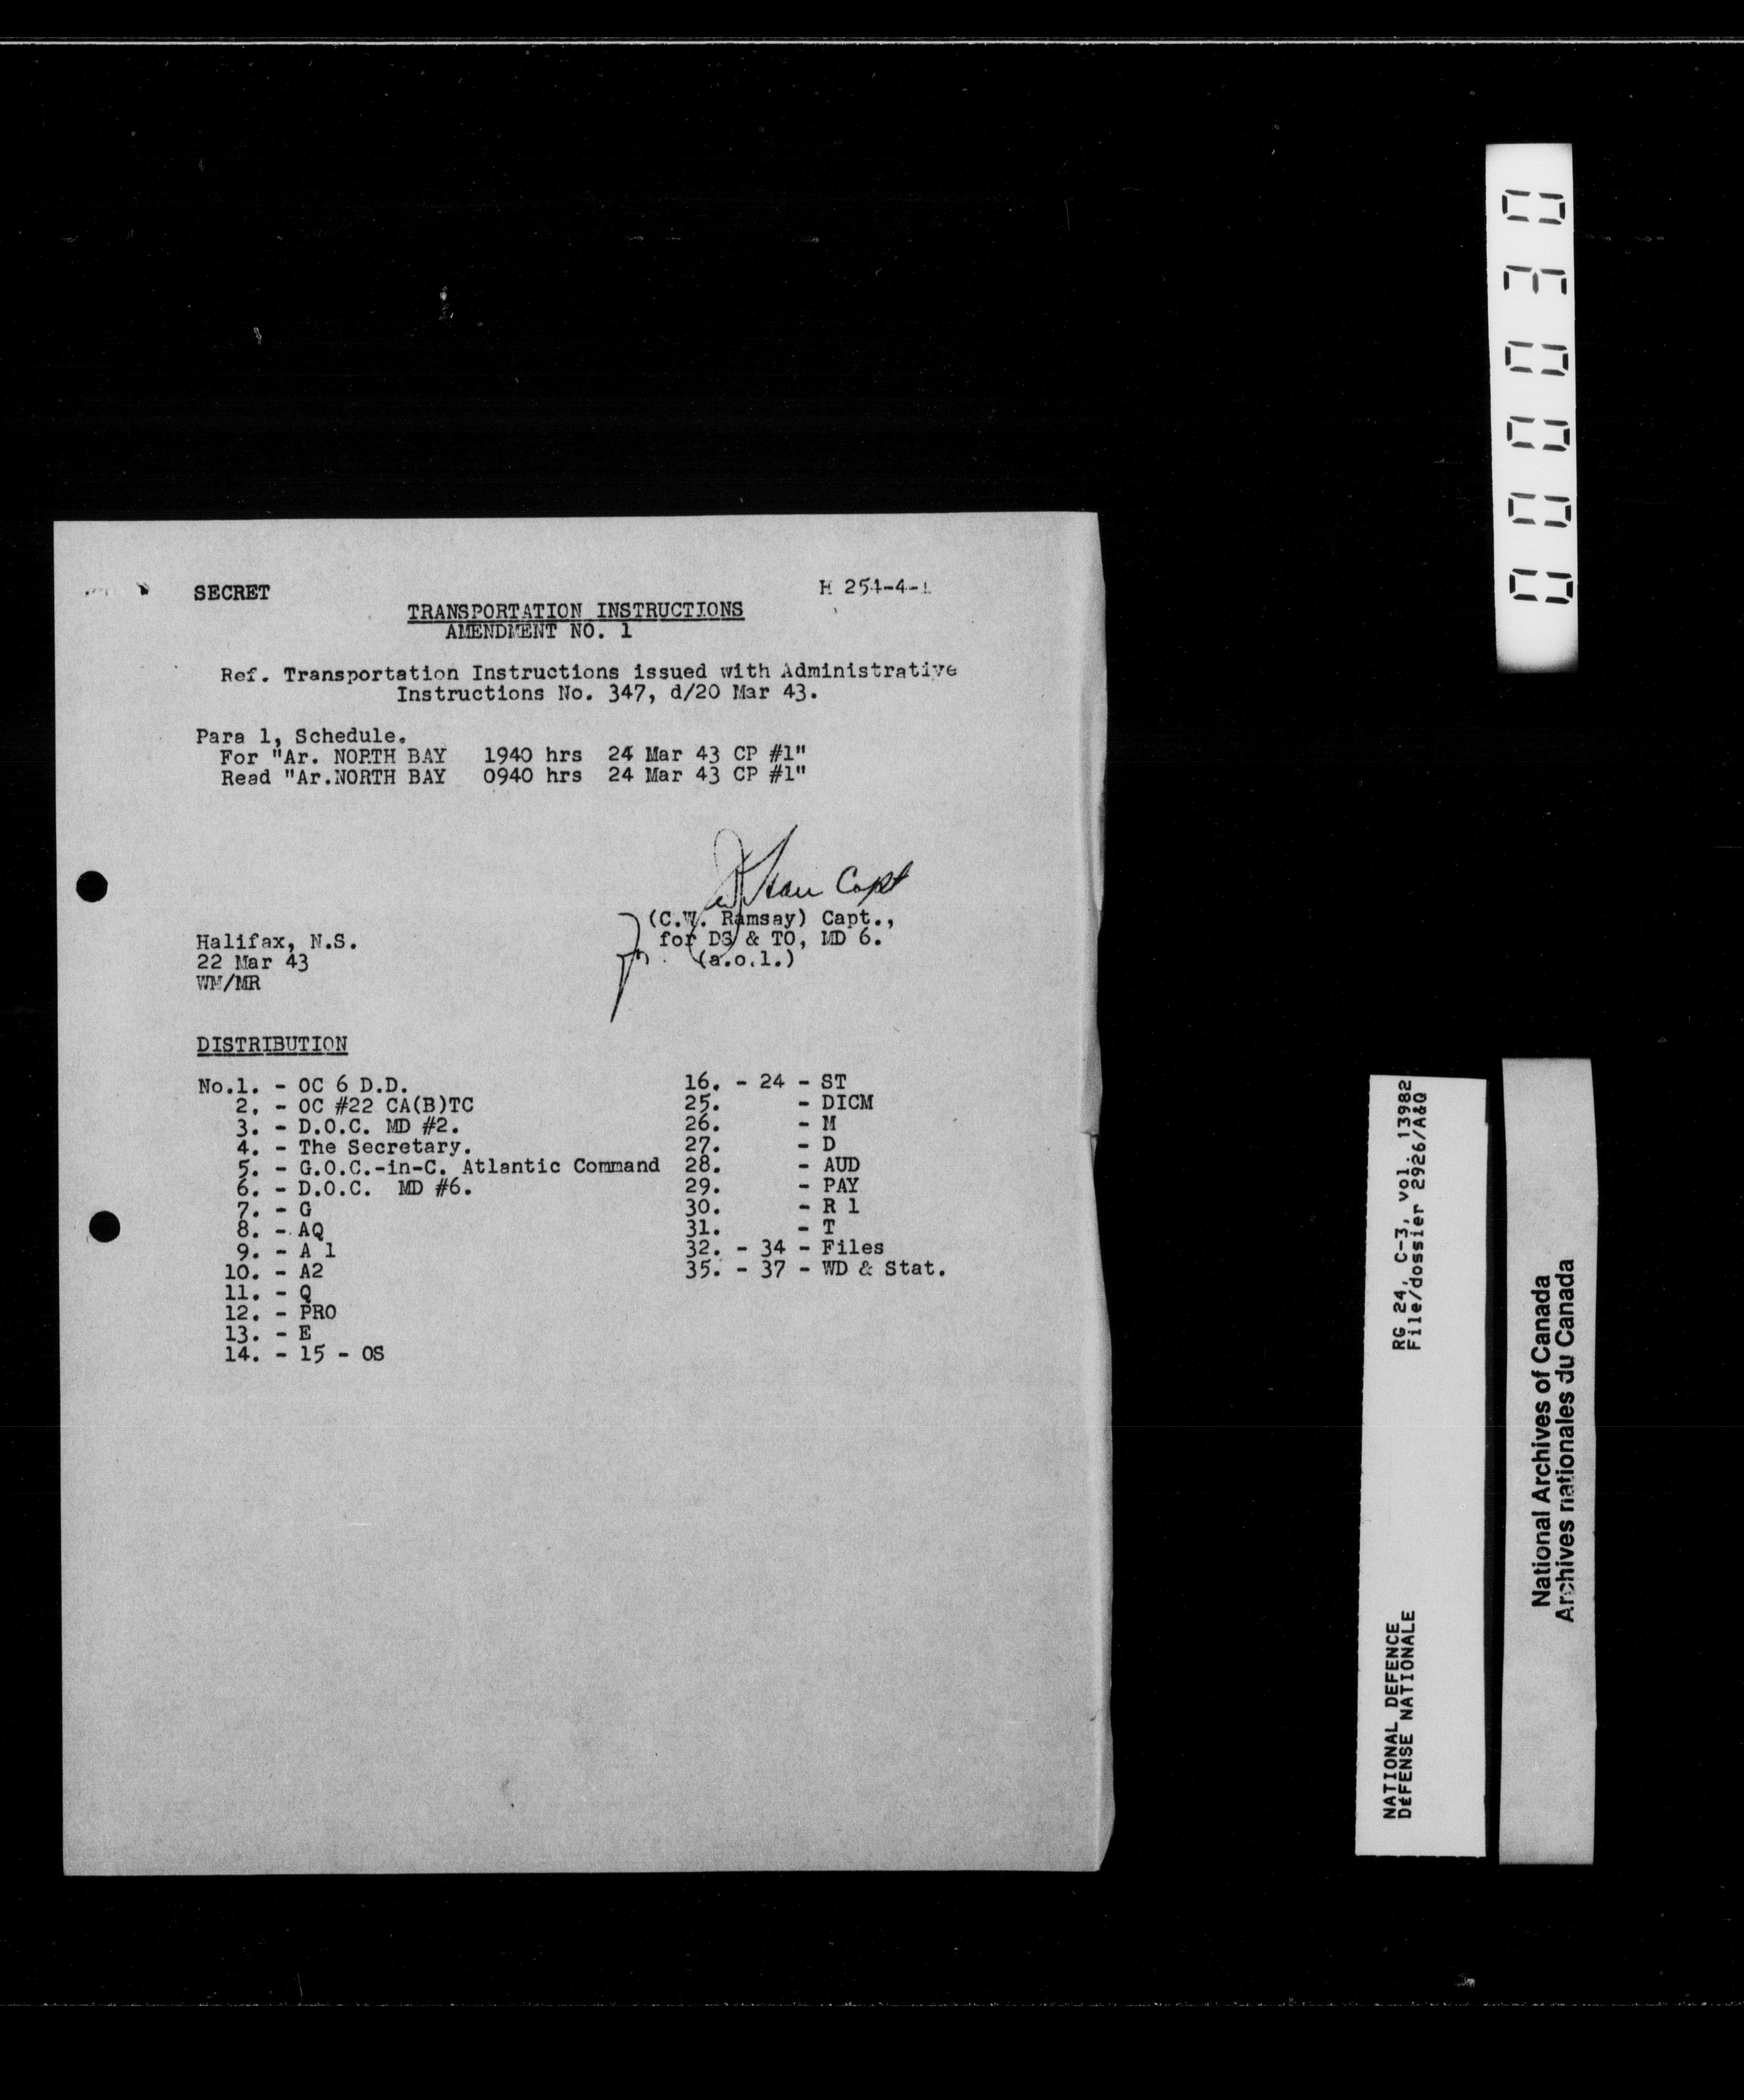 SECRET
H 254-4-1
TRANSPORTATION INSTRUCTIONS
AMENDMENT NO. 1
Ref. Transportation Instructions issued with Administrative
Instructions No. 347, d/20 Mar 43.
Para 1, Schedule.
For "Ar. NORTH BAY 1940 hrs 24 Mar 43 CP #1"
Read "Ar.NORTH BAY 0940 hrs 24 Mar 43 CP #1"
Capt
(C.W. Ramsay) Capt.,
for DS & TO, MD 6.
(a.o.l.)
Halifax, N.S.
22 Mar 43
WM/MR
DISTRIBUTION
No.1. - OC 6 D.D.
2. - OC #22 CA(B)TC
3. - D.O.C. MD #2.
4. - The Secretary.
5. - G.O.C.-in-C. Atlantic Command
6. - D.O.C. MD #6.
7. - G
8. - AQ
9. - A 1
10. - A2
11. - Q
12. - PRO
13. - E
14. - 15 - OS
16. - 24 - ST
25. - DICM
26. - M
27. - D
28. - AUD
29. - PAY
30. - R 1
31. - T
32. - 34 - Files
35. - 37 - WD & Stat.
000030
RG 24, C-3, vol. 13982
File/dossier 2926/A&Q
NATIONAL DEFENCE
DÉFENSE NATIONALE
National Archives of Canada
Archives nationales du Canada